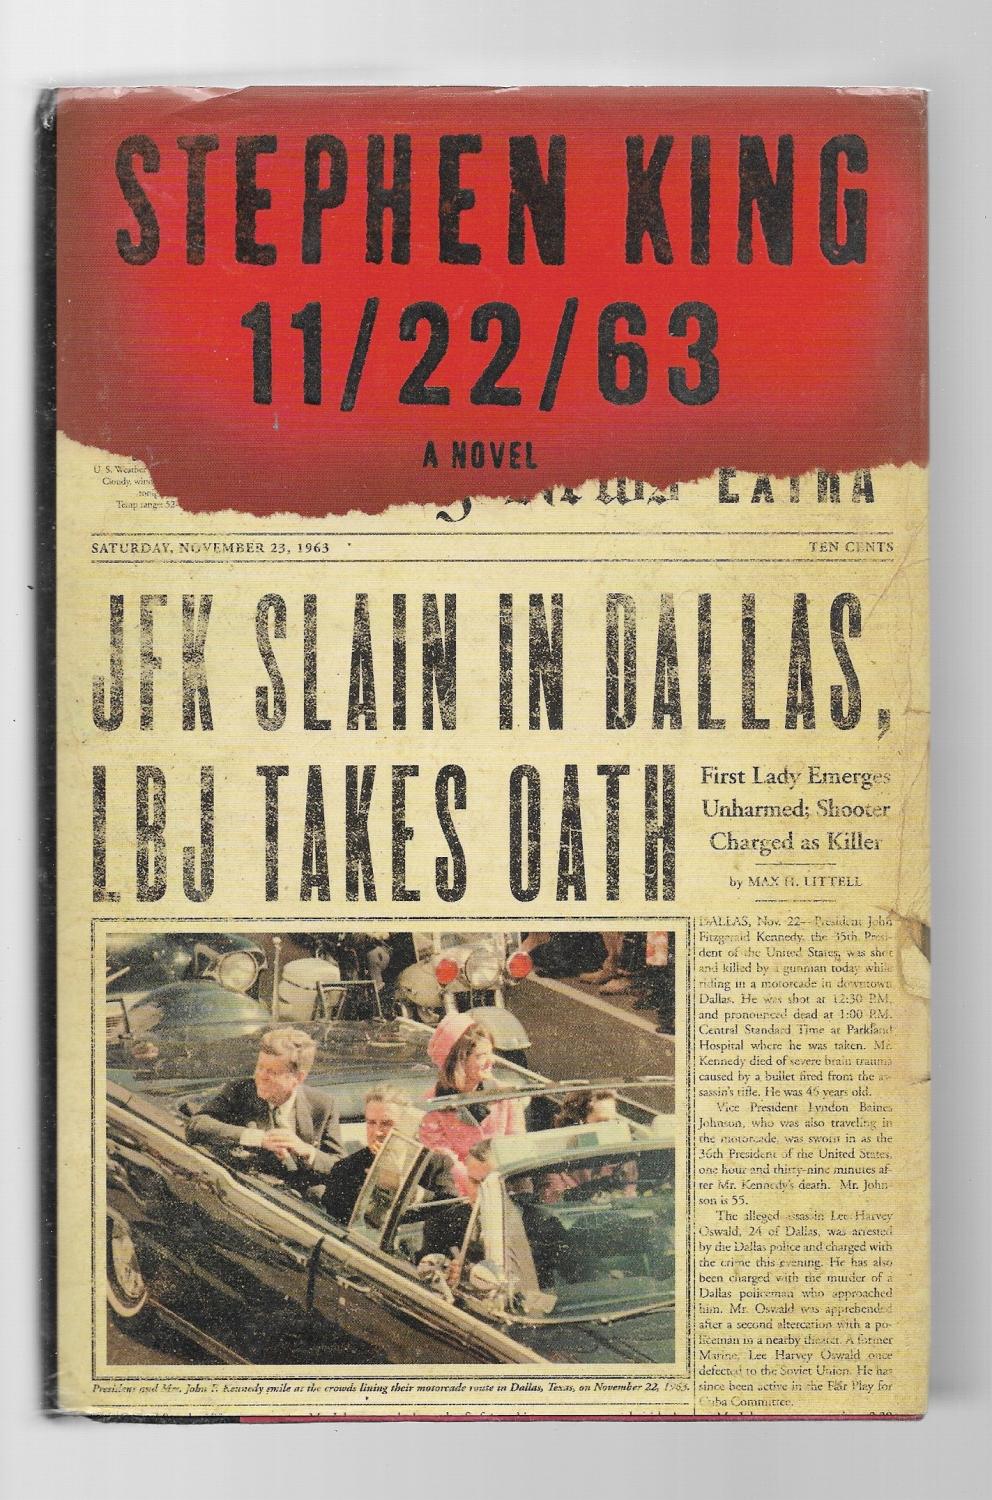 STEPHEN KING
11/22/63
A NOVEL
U. S. Weather
Cloudy, wind
tonig
Temp range: 52-
EXTRA
SATURDAY, NOVEMBER 23, 1963
TEN CENTS
JFK SLAIN IN DALLAS,
LBJ TAKES OATH
First Lady Emerges
Unharmed; Shooter
Charged as Killer
by MAX H. LITTELL
DALLAS, Nov. 22—President John
Fitzgerald Kennedy, the 35th Presi-
dent of the United States, was shot
and killed by a gunman today while
riding in a motorcade in downtown
Dallas. He was shot at 12:30 P.M.
and pronounced dead at 1:00 P.M.
Central Standard Time at Parkland
Hospital where he was taken. Mr.
Kennedy died of severe brain trauma
caused by a bullet fired from the as-
sassin's rifle. He was 46 years old.
Vice President Lyndon Baines
Johnson, who was also traveling in
the motorcade, was sworn in as the
36th President of the United States,
one hour and thirty-nine minutes af-
ter Mr. Kennedy's death. Mr. John-
son is 55.
The alleged assassin Lee Harvey
Oswald, 24 of Dallas, was arrested
by the Dallas police and charged with
the crime this evening. He has also
been charged with the murder of a
Dallas policeman who approached
him. Mr. Oswald was apprehended
after a second altercation with a po-
liceman in a nearby theater. A former
Marine, Lee Harvey Oswald once
defected to the Soviet Union. He has
since been active in the Fair Play for
Cuba Committee.
President and Mrs. John F. Kennedy smile at the crowds lining their motorcade route in Dallas, Texas, on November 22, 1963.